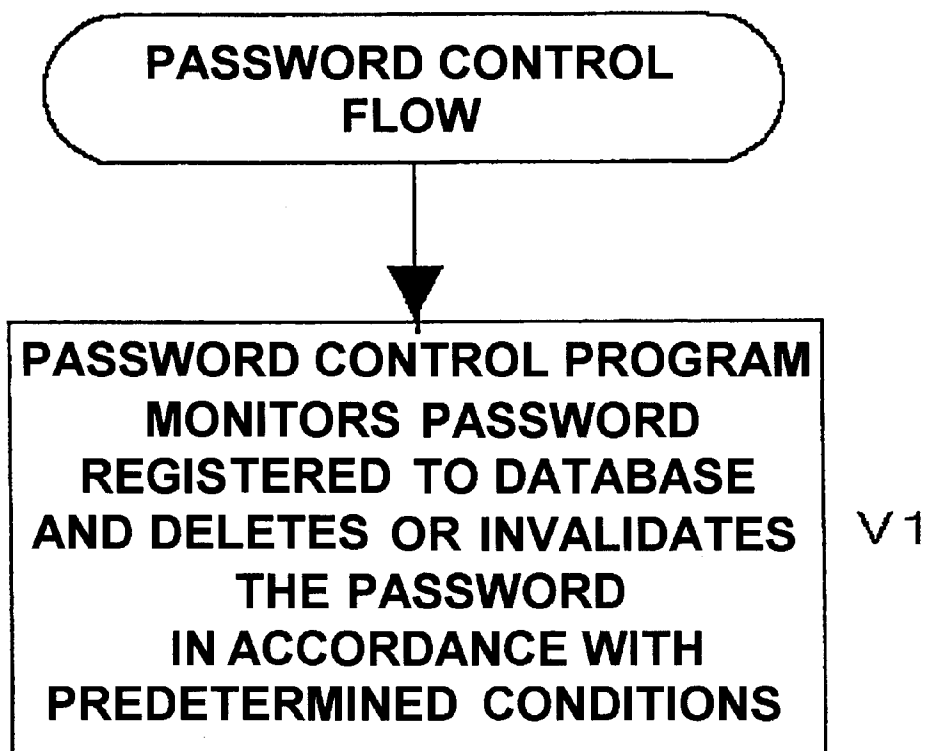 PASSWORD CONTROL
FLOW
PASSWORD CONTROL PROGRAM
MONITORS PASSWORD
REGISTERED TO DATABASE
AND DELETES OR INVALIDATES
THE PASSWORD
IN ACCORDANCE WITH
PREDETERMINED CONDITIONS
V1